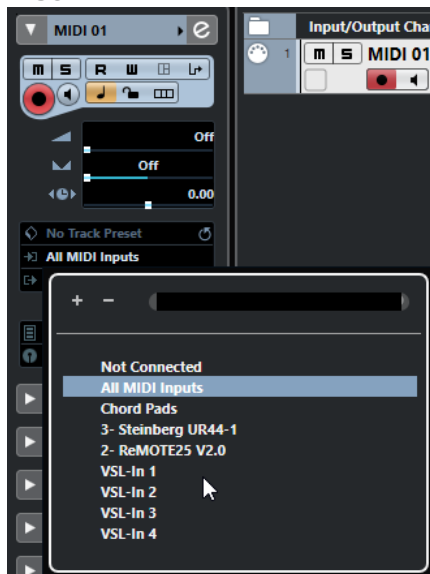 MIDI 01
Input/Output Cha
m S R W
1 m S MIDI 01
Off
Off
0.00
No Track Preset
All MIDI Inputs
+ -
Not Connected
All MIDI Inputs
Chord Pads
3- Steinberg UR44-1
2- ReMOTE25 V2.0
VSL-In 1
VSL-In 2
VSL-In 3
VSL-In 4